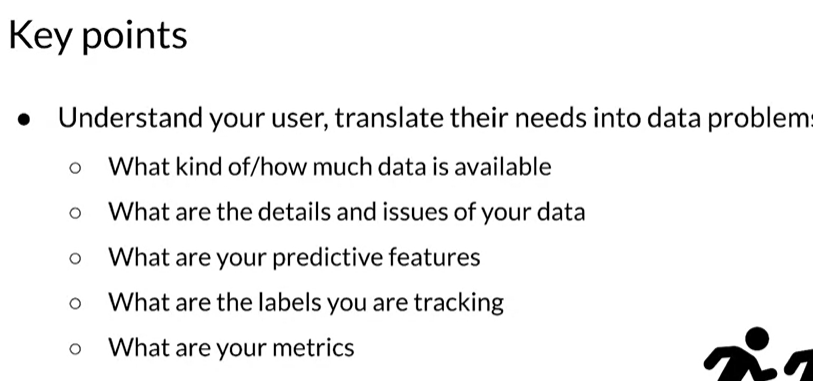 Key points
● Understand your user, translate their needs into data problems
○ What kind of/how much data is available
○ What are the details and issues of your data
○ What are your predictive features
○ What are the labels you are tracking
○ What are your metrics